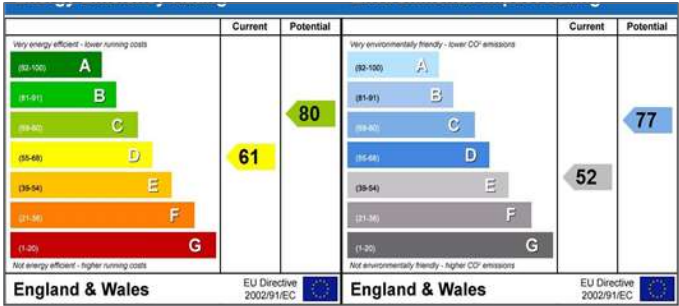 Current Potential
Very energy efficient - lower running costs
(92-100) A
(81-91) B
(69-80) C
(55-68) D
(39-54) E
(21-38) F
(1-20) G
61
80
Not energy efficient - higher running costs
England & Wales
EU Directive
2002/91/EC
Current Potential
Very environmentally friendly - lower CO² emissions
(92-100) A
(81-91) B
(69-80) C
(55-68) D
(39-54) E
(21-38) F
(1-20) G
52
77
Not environmentally friendly - higher CO² emissions
England & Wales
EU Directive
2002/91/EC